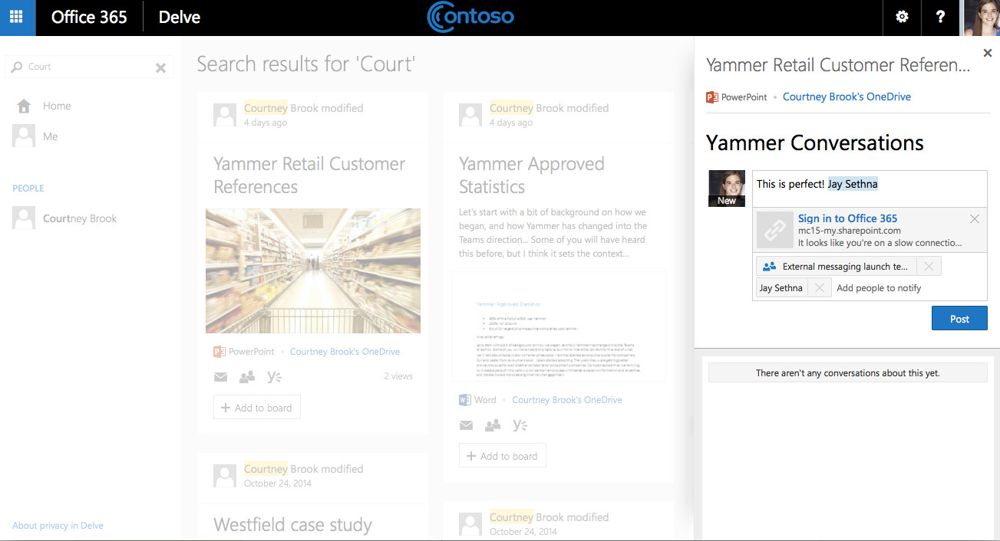 Office 365
Delve
Contoso
?
Court
Home
Me
PEOPLE
Courtney Brook
About privacy in Delve
Search results for 'Court'
Courtney Brook modified
4 days ago
Yammer Retail Customer
References
PowerPoint • Courtney Brook's OneDrive
2 views
+ Add to board
Courtney Brook modified
October 24, 2014
Westfield case study
Courtney Brook modified
4 days ago
Yammer Approved
Statistics
Let's start with a bit of background on how we
began, and how Yammer has changed into the
Teams direction... Some of you will have heard
this before, but I think it sets the context...
Yammer Approved Statistics
Word • Courtney Brook's OneDrive
+ Add to board
Courtney Brook modified
October 24, 2014
Yammer Retail Customer Referen...
PowerPoint • Courtney Brook's OneDrive
Yammer Conversations
New
This is perfect! Jay Sethna
Sign in to Office 365
mc15-my.sharepoint.com
It looks like you're on a slow connectio...
External messaging launch te...
Jay Sethna
Add people to notify
Post
There aren't any conversations about this yet.